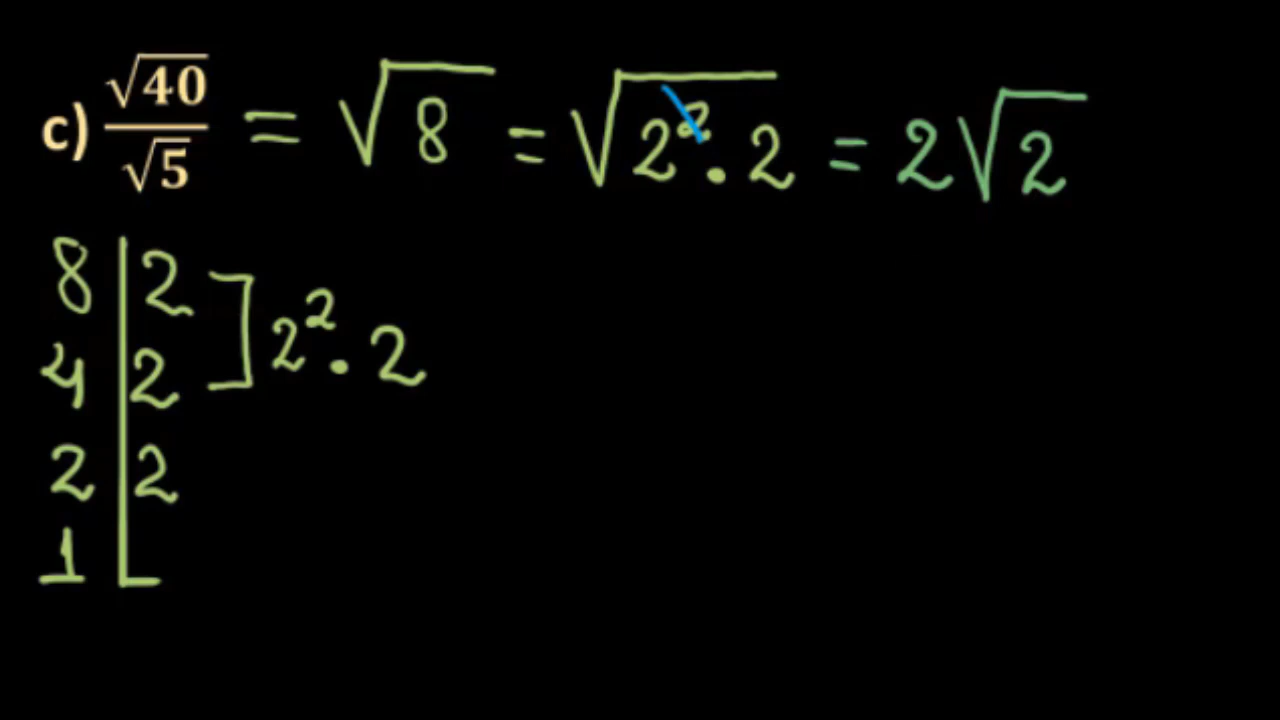 c) √40/√5 = √8 = √2².2 = 2√2
8 | 2
4 | 2 ] 2² . 2
2 | 2
1